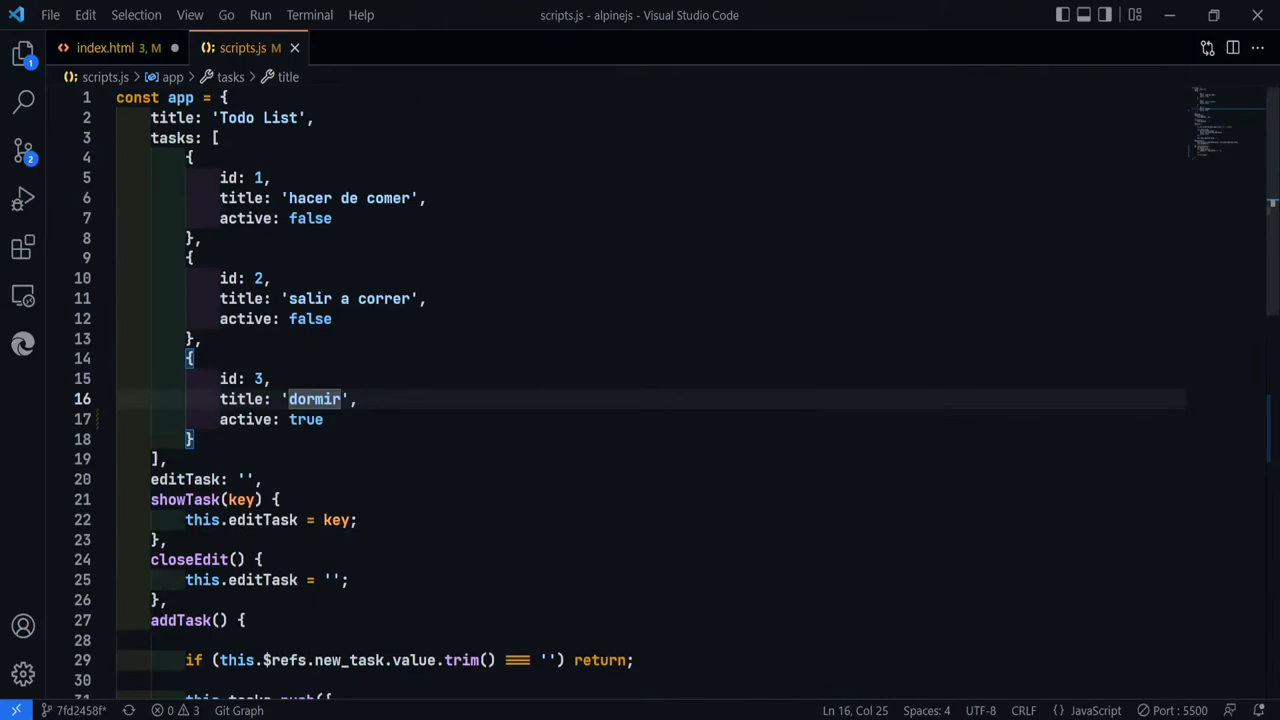 File Edit Selection View Go Run Terminal Help
scripts.js - alpinejs - Visual Studio Code
index.html 3, M
scripts.js M
scripts.js > app > tasks > title
1 const app = {
2 title: 'Todo List',
3 tasks: [
4 {
5 id: 1,
6 title: 'hacer de comer',
7 active: false
8 },
9 {
10 id: 2,
11 title: 'salir a correr',
12 active: false
13 },
14 {
15 id: 3,
16 title: 'dormir',
17 active: true
18 }
19 ],
20 editTask: '',
21 showTask(key) {
22 this.editTask = key;
23 },
24 closeEdit() {
25 this.editTask = '';
26 },
27 addTask() {
28
29 if (this.$refs.new_task.value.trim() === '') return;
30
31 this.tasks.push({
1
2
7fd2458f* 0 3 Git Graph
Ln 16, Col 25 Spaces: 4 UTF-8 CRLF {} JavaScript Port : 5500